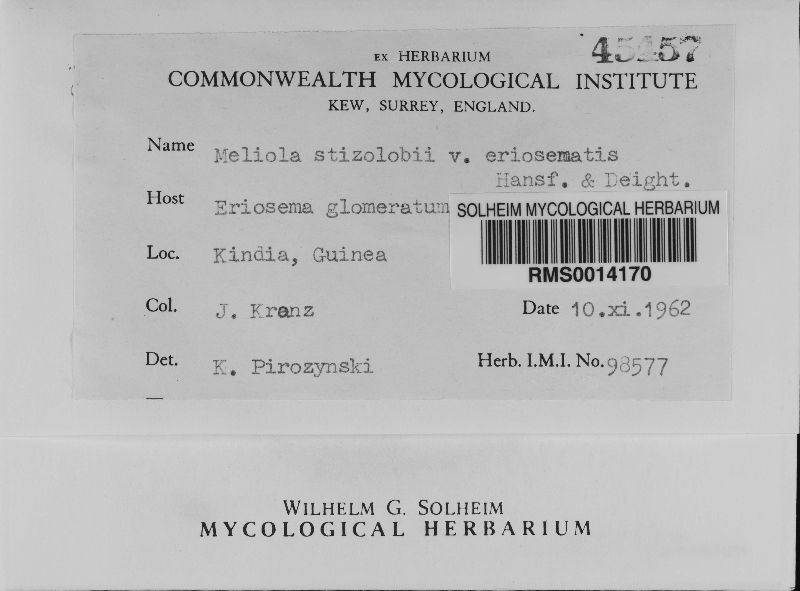 EX HERBARIUM
COMMONWEALTH MYCOLOGICAL INSTITUTE
KEW, SURREY, ENGLAND.
Name Meliola stizolobii v. eriosematis
Hansf. & Deight.
Host Eriosema glomeratum
SOLHEIM MYCOLOGICAL HERBARIUM
RMS0014170
Loc. Kindia, Guinea
Col. J. Kranz Date 10.xi.1962
Det. K. Pirozynski Herb. I.M.I. No. 98577
WILHELM G. SOLHEIM
MYCOLOGICAL HERBARIUM